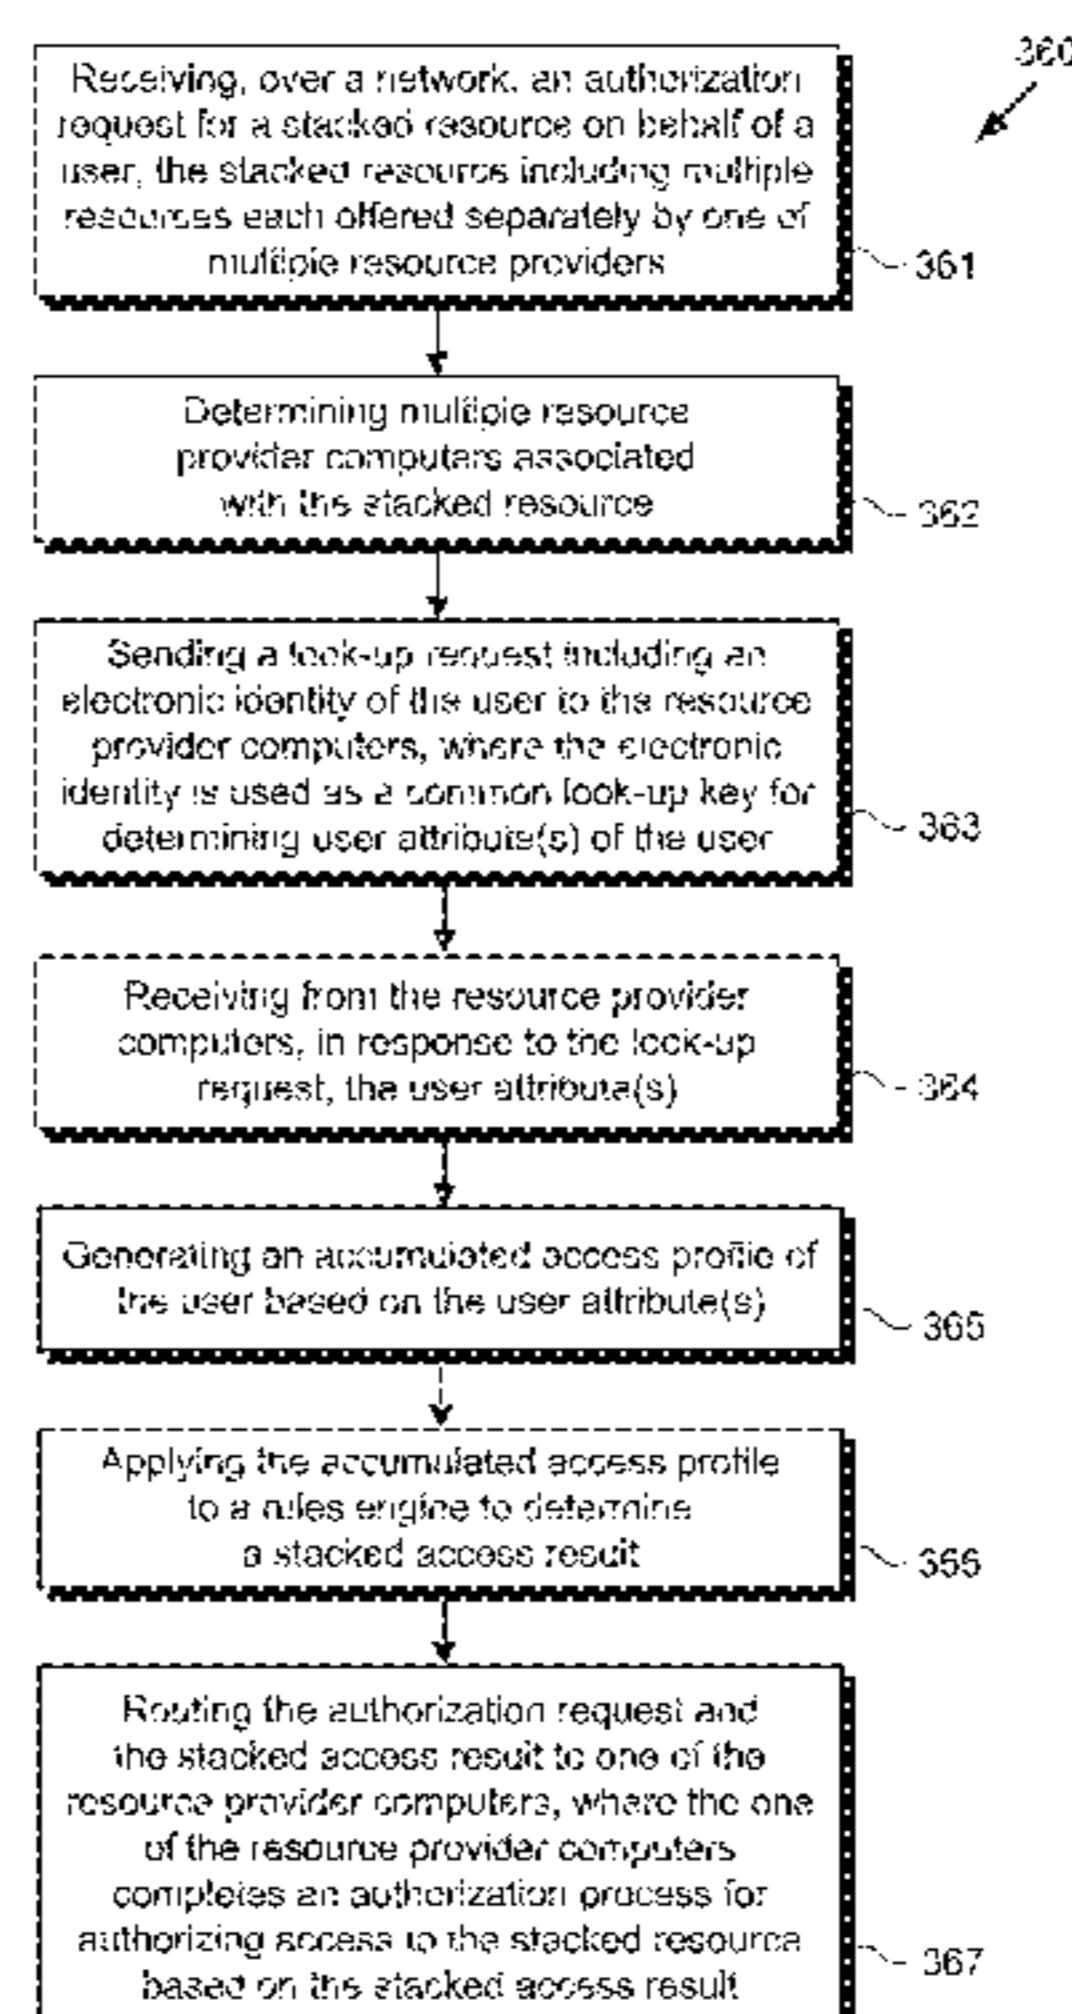 360
Receiving, over a network, an authorization
request for a stacked resource on behalf of a
user, the stacked resource including multiple
resources each offered separately by one of
multiple resource providers
361
Determining multiple resource
provider computers associated
with the stacked resource
362
Sending a look-up request including an
electronic identity of the user to the resource
provider computers, where the electronic
identity is used as a common look-up key for
determining user attribute(s) of the user
363
Receiving from the resource provider
computers, in response to the look-up
request, the user attribute(s)
364
Generating an accumulated access profile of
the user based on the user attribute(s)
365
Applying the accumulated access profile
to a rules engine to determine
a stacked access result
366
Routing the authorization request and
the stacked access result to one of the
resource provider computers, where the one
of the resource provider computers
completes an authorization process for
authorizing access to the stacked resource
based on the stacked access result
367